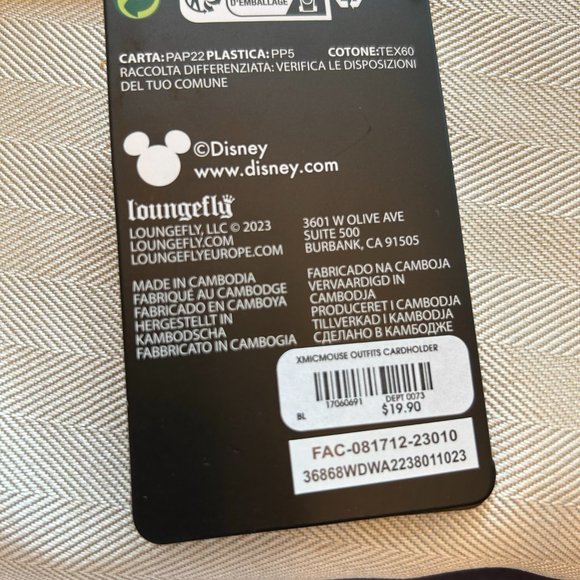 D'EMBALLAGE
CARTA:PAP22 PLASTICA:PP5 COTONE:TEX60
RACCOLTA DIFFERENZIATA: VERIFICA LE DISPOSIZIONI
DEL TUO COMUNE
©Disney
www.disney.com
loungefly
LOUNGEFLY, LLC © 2023
LOUNGEFLY.COM
LOUNGEFLYEUROPE.COM
3601 W OLIVE AVE
SUITE 500
BURBANK, CA 91505
MADE IN CAMBODIA
FABRIQUÉ AU CAMBODGE
FABRICADO EN CAMBOYA
HERGESTELLT IN
KAMBODSCHA
FABBRICATO IN CAMBOGIA
FABRICADO NA CAMBOJA
VERVAARDIGD IN
CAMBODJA
PRODUCERET I CAMBODJA
TILLVERKAD I KAMBODJA
СДЕЛАНО В КАМБОДЖЕ
XMICMOUSE OUTFITS CARDHOLDER
17060691 DEPT 0073
BL $19.90
FAC-081712-23010
36868WDWA2238011023